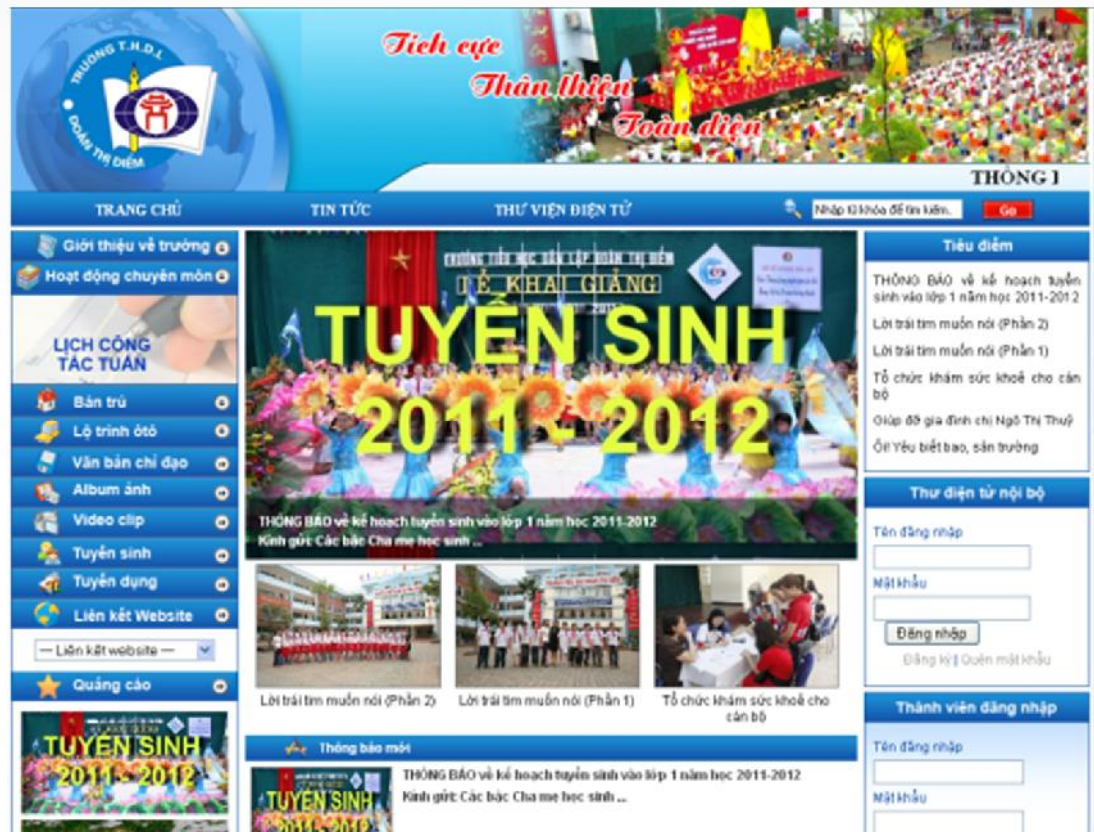 TRƯỜNG T.H.D.L
ĐOÀN THỊ ĐIỂM
Tích cực
Thân thiện
Toàn diện
THÔNG
TRANG CHỦ
TIN TỨC
THƯ VIỆN ĐIỆN TỬ
Nhập từ khóa để tìm kiếm.
Go
Giới thiệu về trường
Hoạt động chuyên môn
LỊCH CÔNG
TÁC TUẦN
Bán trú
Lộ trình ôtô
Văn bản chỉ đạo
Album ảnh
Video clip
Tuyển sinh
Tuyển dụng
Liên kết Website
--- Liên kết website ---
Quảng cáo
TUYỂN SINH
2011 - 2012
TRƯỜNG TIỂU HỌC DÂN LẬP ĐOÀN THỊ ĐIỂM
LỄ KHAI GIẢNG
TUYỂN SINH
2011 - 2012
THÔNG BÁO về kế hoạch tuyển sinh vào lớp 1 năm học 2011-2012
Kính gửi: Các bậc Cha mẹ học sinh ...
Lời trái tim muốn nói (Phần 2)
Lời trái tim muốn nói (Phần 1)
Tổ chức khám sức khoẻ cho
cán bộ
Thông báo mới
TUYỂN SINH
2011 - 2012
THÔNG BÁO về kế hoạch tuyển sinh vào lớp 1 năm học 2011-2012
Kính gửi: Các bậc Cha mẹ học sinh ...
Tiêu điểm
THÔNG BÁO về kế hoạch tuyển
sinh vào lớp 1 năm học 2011-2012
Lời trái tim muốn nói (Phần 2)
Lời trái tim muốn nói (Phần 1)
Tổ chức khám sức khoẻ cho cán
bộ
Giúp đỡ gia đình chị Ngô Thị Thuỷ
Ôi! Yêu biết bao, sân trường
Thư điện tử nội bộ
Tên đăng nhập
Mật khẩu
Đăng nhập
Đăng ký| Quên mật khẩu
Thành viên đăng nhập
Tên đăng nhập
Mật khẩu